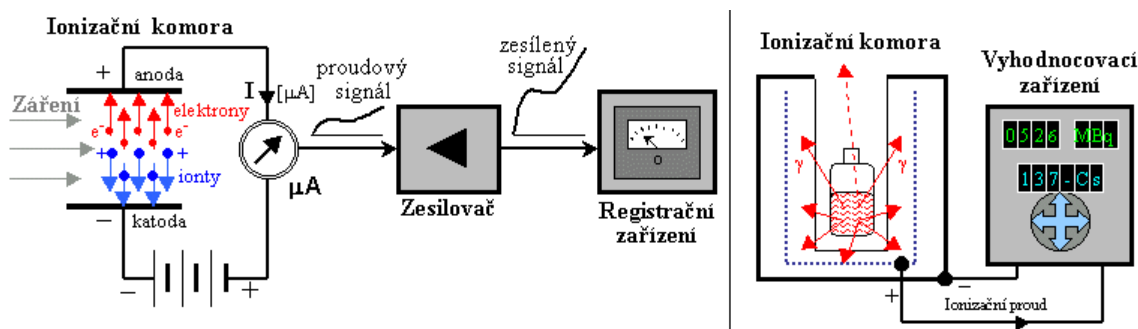 Ionizační komora
+
anoda
Záření
elektrony
e⁻ e⁻
+ +
ionty
−
katoda
− +
I [μA]
μA
proudový
signál
Zesilovač
zesílený
signál
Registrační
zařízení
Ionizační komora
γ γ
+ −
Ionizační proud
Vyhodnocovací
zařízení
0526 MBq
137-Cs